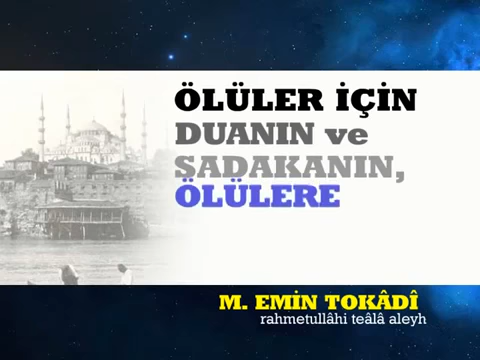 ÖLÜLER İÇİN
DUANIN ve
SADAKANIN,
ÖLÜLERE
M. EMİN TOKÂDÎ
rahmetullâhi teâlâ aleyh